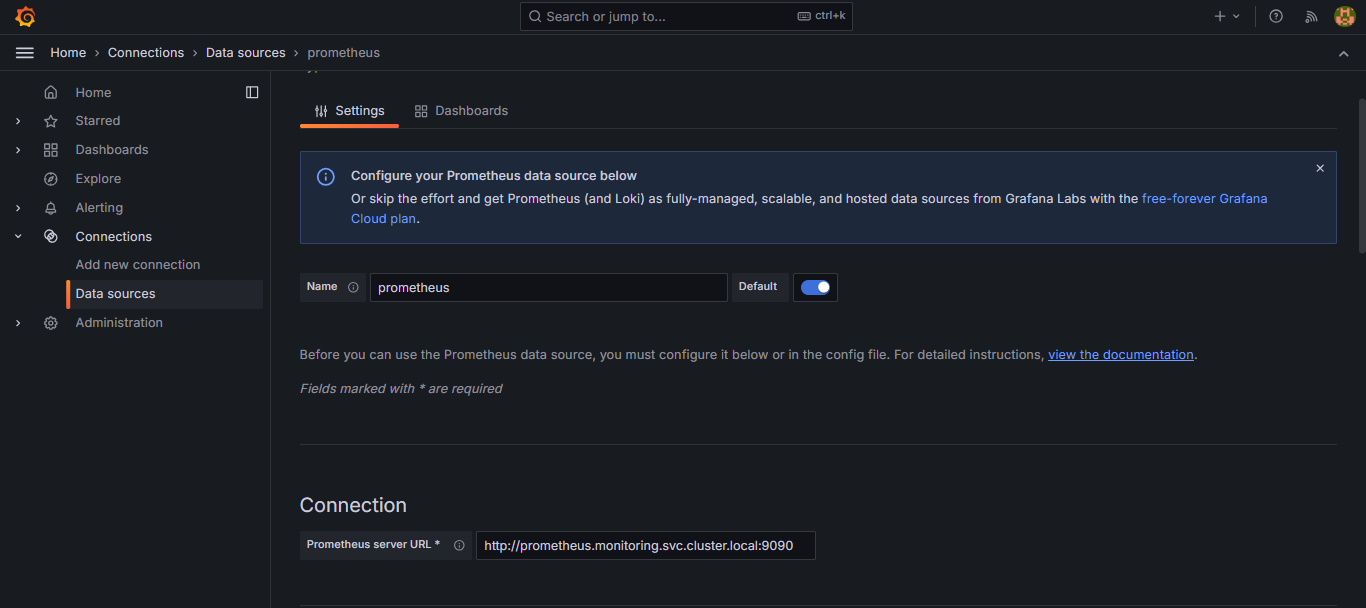 Search or jump to...
ctrl+k
Home
Connections
Data sources
prometheus
Home
Starred
Dashboards
Explore
Alerting
Connections
Add new connection
Data sources
Administration
Settings
Dashboards
Configure your Prometheus data source below
Or skip the effort and get Prometheus (and Loki) as fully-managed, scalable, and hosted data sources from Grafana Labs with the free-forever Grafana
Cloud plan.
Name
prometheus
Default
Before you can use the Prometheus data source, you must configure it below or in the config file. For detailed instructions, view the documentation.
Fields marked with * are required
Connection
Prometheus server URL *
http://prometheus.monitoring.svc.cluster.local:9090